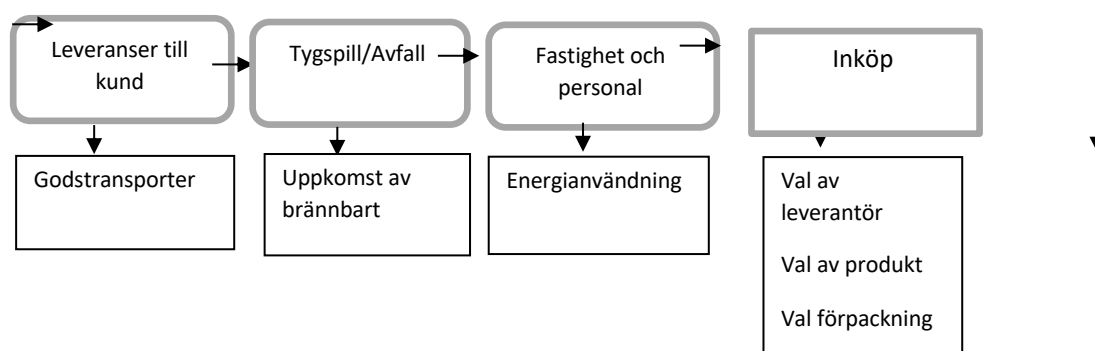 Leveranser till
kund
Tygspill/Avfall
Fastighet och
personal
Inköp
Godstransporter
Uppkomst av
brännbart
Energianvändning
Val av
leverantör
Val av produkt
Val förpackning